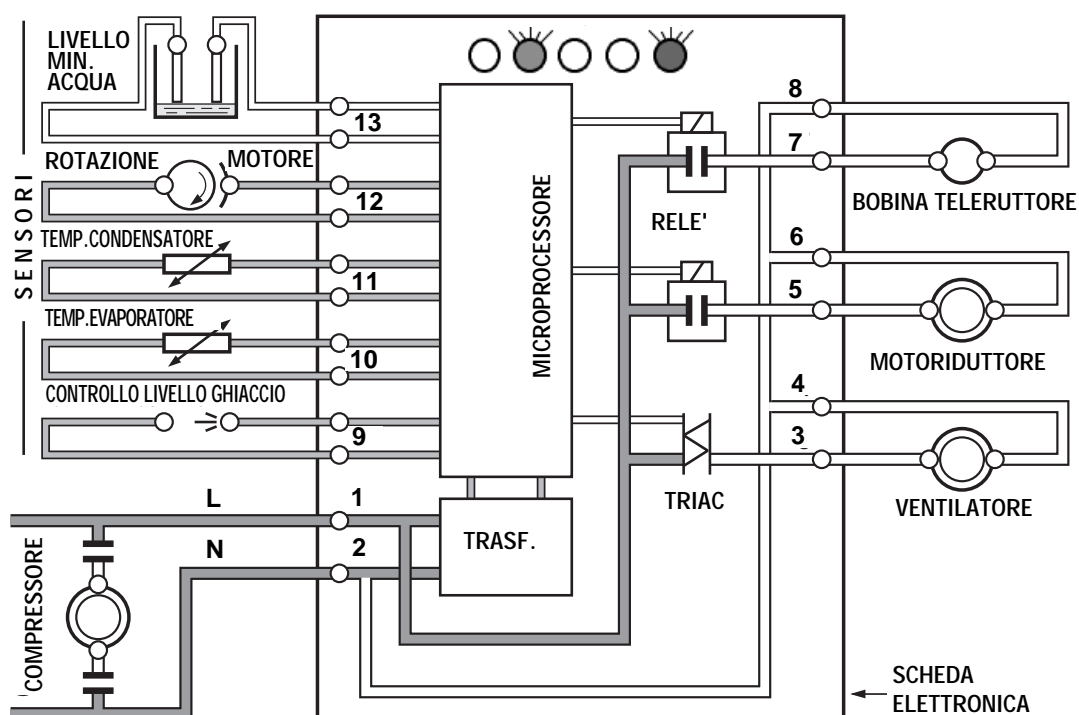 LIVELLO
MIN.
ACQUA
13
ROTAZIONE MOTORE
12
TEMP.CONDENSATORE
11
TEMP.EVAPORATORE
10
CONTROLLO LIVELLO GHIACCIO
9
SENSORI
L 1
N 2
COMPRESSORE
MICROPROCESSORE
TRASF.
RELE'
TRIAC
8
7
BOBINA TELERUTTORE
6
5
MOTORIDUTTORE
4
3
VENTILATORE
SCHEDA
ELETTRONICA